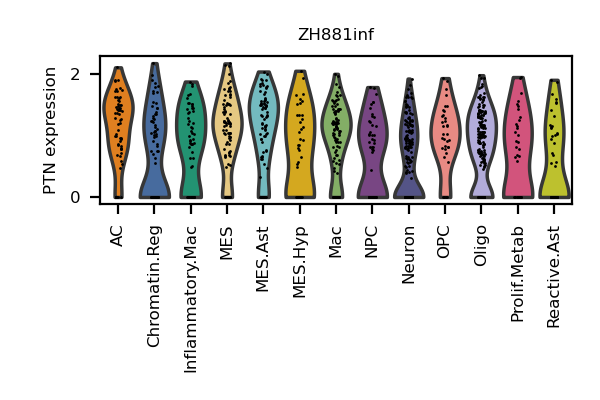 ZH881inf
PTN expression
2
0
AC
Chromatin.Reg
Inflammatory.Mac
MES
MES.Ast
MES.Hyp
Mac
NPC
Neuron
OPC
Oligo
Prolif.Metab
Reactive.Ast